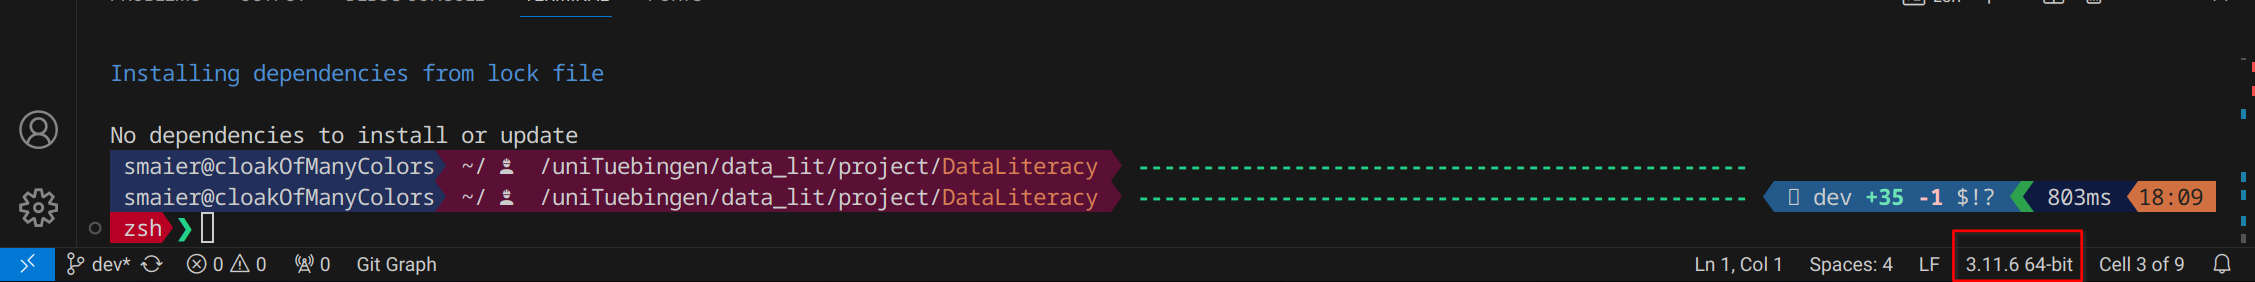 TERMINAL
zsh
Installing dependencies from lock file
No dependencies to install or update
smaier@cloakOfManyColors ~/ /uniTuebingen/data_lit/project/DataLiteracy -----------------------------------------------
smaier@cloakOfManyColors ~/ /uniTuebingen/data_lit/project/DataLiteracy ----------------------------------------------- dev +35 -1 $!? 803ms 18:09
zsh ❯
dev* 0 0 0 Git Graph Ln 1, Col 1 Spaces: 4 LF 3.11.6 64-bit Cell 3 of 9